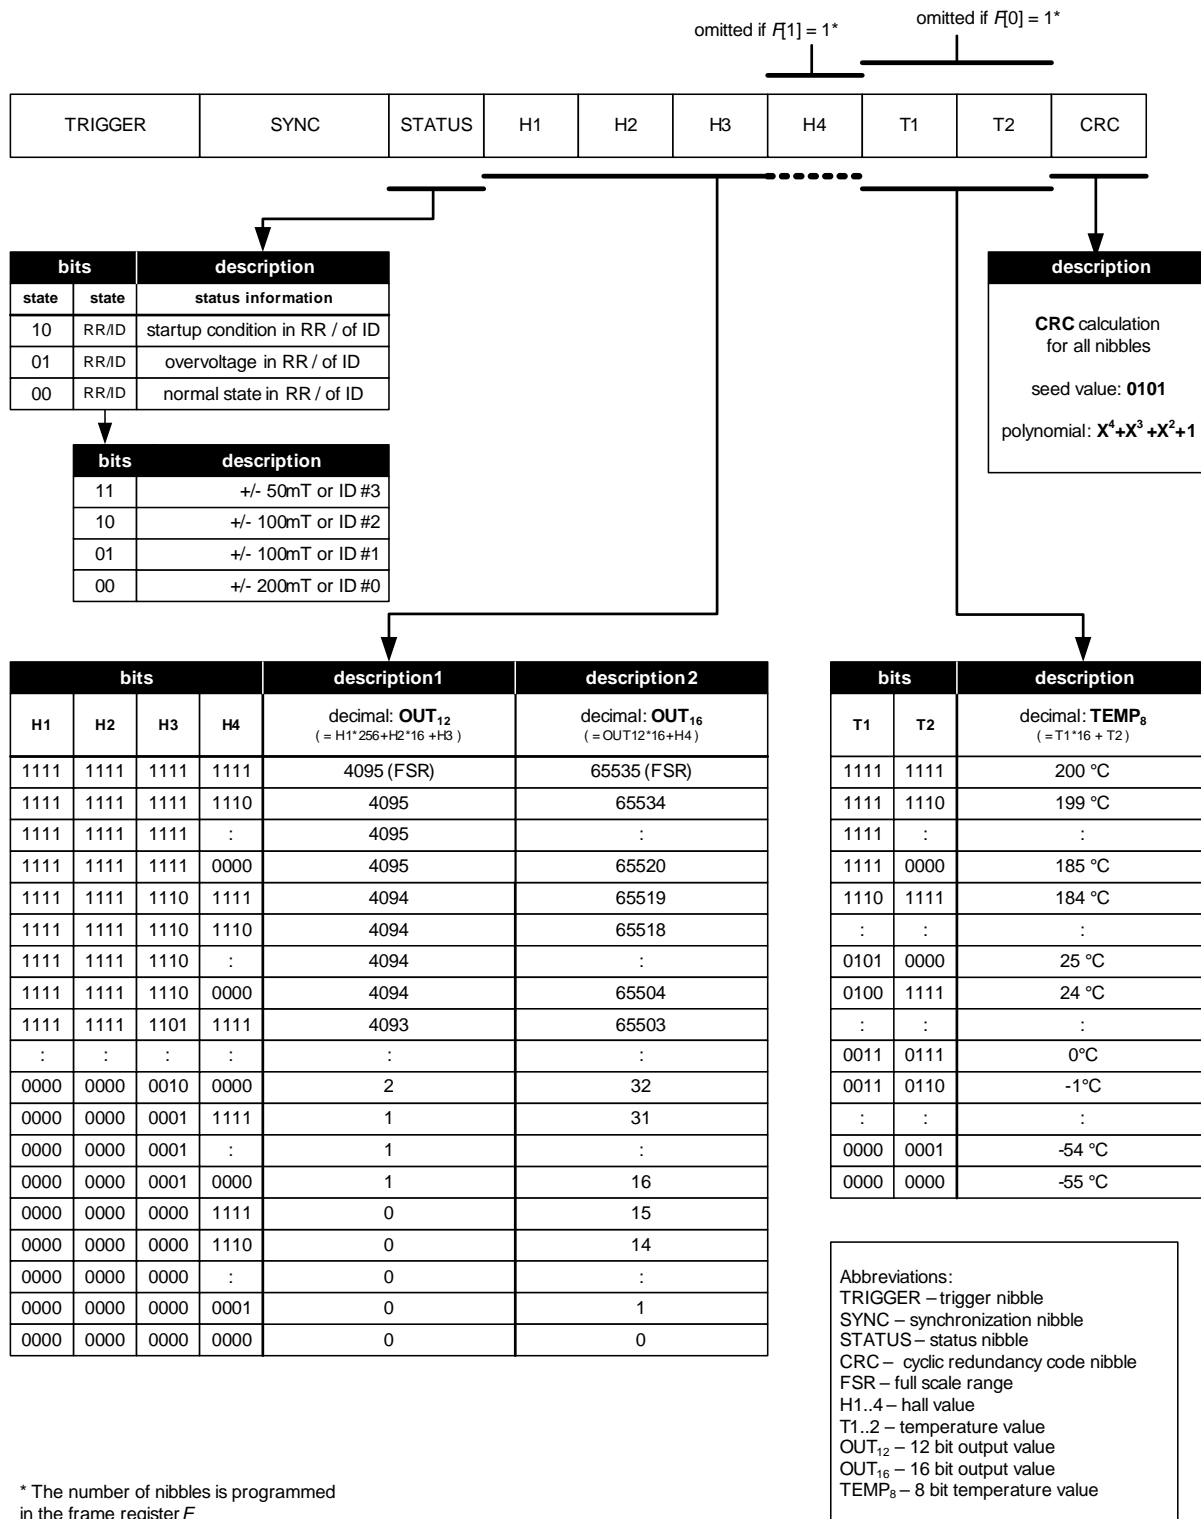 omitted if F[1] = 1*
omitted if F[0] = 1*
TRIGGER SYNC STATUS H1 H2 H3 H4 T1 T2 CRC
bits description
state state status information
10 RR/ID startup condition in RR / of ID
01 RR/ID overvoltage in RR / of ID
00 RR/ID normal state in RR / of ID
bits description
11 +/- 50mT or ID #3
10 +/- 100mT or ID #2
01 +/- 100mT or ID #1
00 +/- 200mT or ID #0
description
CRC calculation
for all nibbles
seed value: 0101
polynomial: X⁴+X³+X²+1
bits description1 description 2
H1 H2 H3 H4 decimal: OUT₁₂ decimal: OUT₁₆
( = H1*256+H2*16 +H3 ) ( = OUT12*16+H4 )
1111 1111 1111 1111 4095 (FSR) 65535 (FSR)
1111 1111 1111 1110 4095 65534
1111 1111 1111 : 4095 :
1111 1111 1111 0000 4095 65520
1111 1111 1110 1111 4094 65519
1111 1111 1110 1110 4094 65518
1111 1111 1110 : 4094 :
1111 1111 1110 0000 4094 65504
1111 1111 1101 1111 4093 65503
: : : : : :
0000 0000 0010 0000 2 32
0000 0000 0001 1111 1 31
0000 0000 0001 : 1 :
0000 0000 0001 0000 1 16
0000 0000 0000 1111 0 15
0000 0000 0000 1110 0 14
0000 0000 0000 : 0 :
0000 0000 0000 0001 0 1
0000 0000 0000 0000 0 0
bits description
T1 T2 decimal: TEMP₈
( = T1*16 + T2 )
1111 1111 200 °C
1111 1110 199 °C
1111 : :
1111 0000 185 °C
1110 1111 184 °C
: : :
0101 0000 25 °C
0100 1111 24 °C
: : :
0011 0111 0°C
0011 0110 -1°C
: : :
0000 0001 -54 °C
0000 0000 -55 °C
Abbreviations:
TRIGGER – trigger nibble
SYNC – synchronization nibble
STATUS – status nibble
CRC – cyclic redundancy code nibble
FSR – full scale range
H1..4 – hall value
T1..2 – temperature value
OUT₁₂ – 12 bit output value
OUT₁₆ – 16 bit output value
TEMP₈ – 8 bit temperature value
* The number of nibbles is programmed
in the frame register F